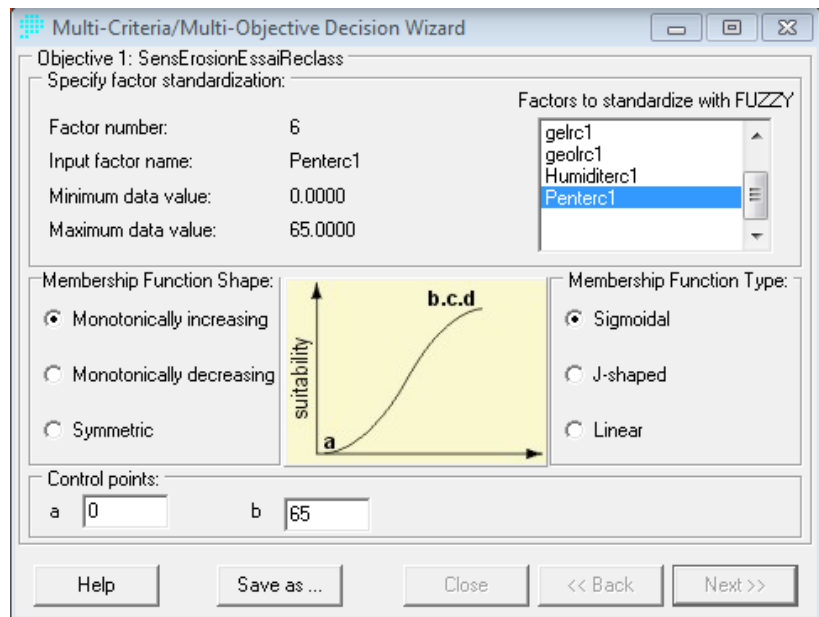 Multi-Criteria/Multi-Objective Decision Wizard
Objective 1: SensErosionEssaiReclass
Specify factor standardization:
Factors to standardize with FUZZY
Factor number: 6
Input factor name: Penterc1
Minimum data value: 0.0000
Maximum data value: 65.0000
gelrc1
geolrc1
Humiditerc1
Penterc1
Membership Function Shape:
Monotonically increasing
Monotonically decreasing
Symmetric
suitability
a
b.c.d
Membership Function Type:
Sigmoidal
J-shaped
Linear
Control points:
a 0 b 65
Help Save as ... Close << Back Next >>